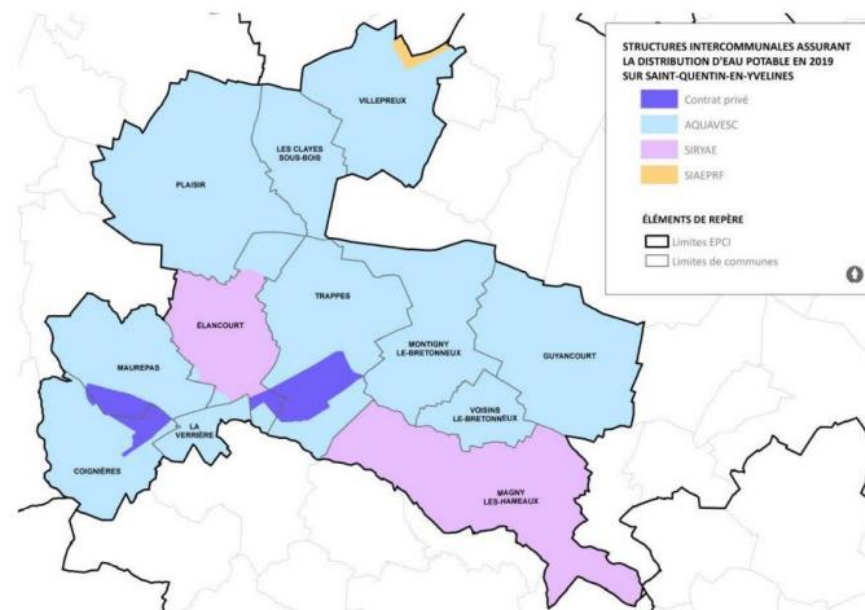 STRUCTURES INTERCOMMUNALES ASSURANT
LA DISTRIBUTION D'EAU POTABLE EN 2019
SUR SAINT-QUENTIN-EN-YVELINES
Contrat privé
AQUAVESC
SIRYAE
SIAEPRF
ÉLÉMENTS DE REPÈRE
Limites EPCI
Limites de communes
VILLEPREUX
LES CLAYES
SOUS-BOIS
PLAISIR
TRAPPES
ÉLANCOURT
MONTIGNY
LE-BRETONNEUX
GUYANCOURT
MAUREPAS
VOISINS
LE-BRETONNEUX
LA
VERRIÈRE
COIGNIÈRES
MAGNY
LES-HAMEAUX